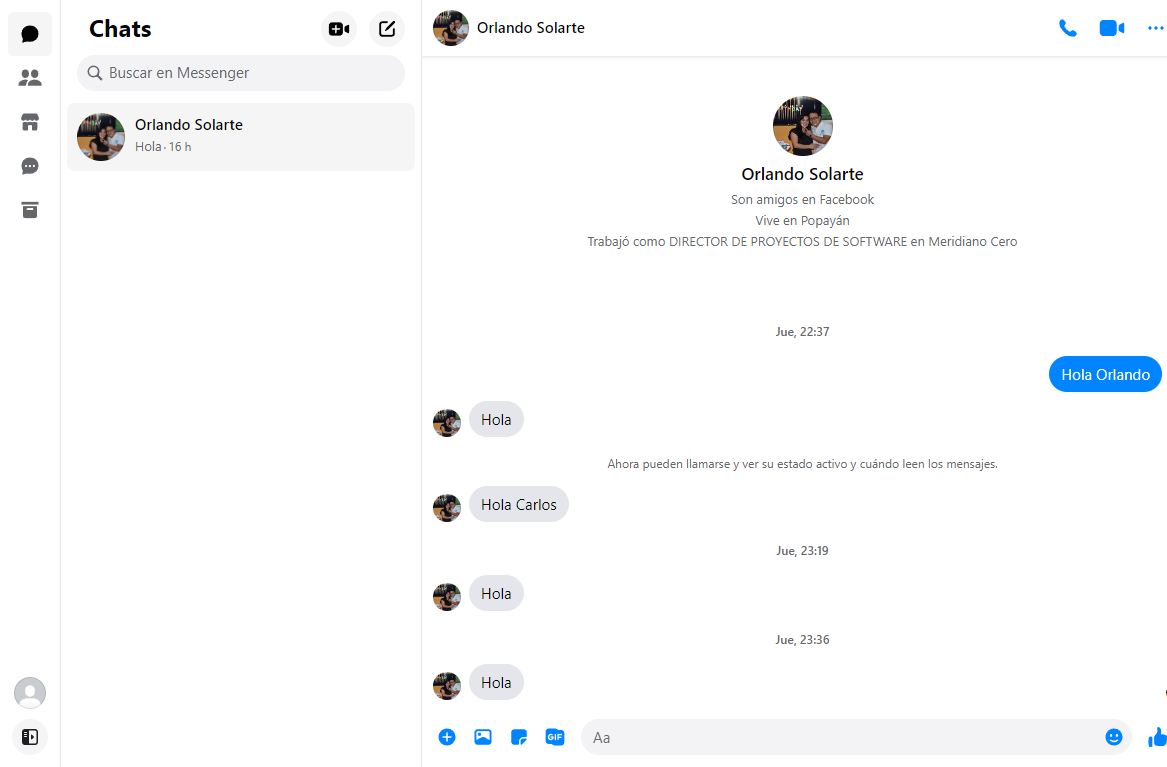 Chats
Buscar en Messenger
Orlando Solarte
Hola · 16 h
Orlando Solarte
Orlando Solarte
Son amigos en Facebook
Vive en Popayán
Trabajó como DIRECTOR DE PROYECTOS DE SOFTWARE en Meridiano Cero
Jue, 22:37
Hola Orlando
Hola
Ahora pueden llamarse y ver su estado activo y cuándo leen los mensajes.
Hola Carlos
Jue, 23:19
Hola
Jue, 23:36
Hola
GIF
Aa